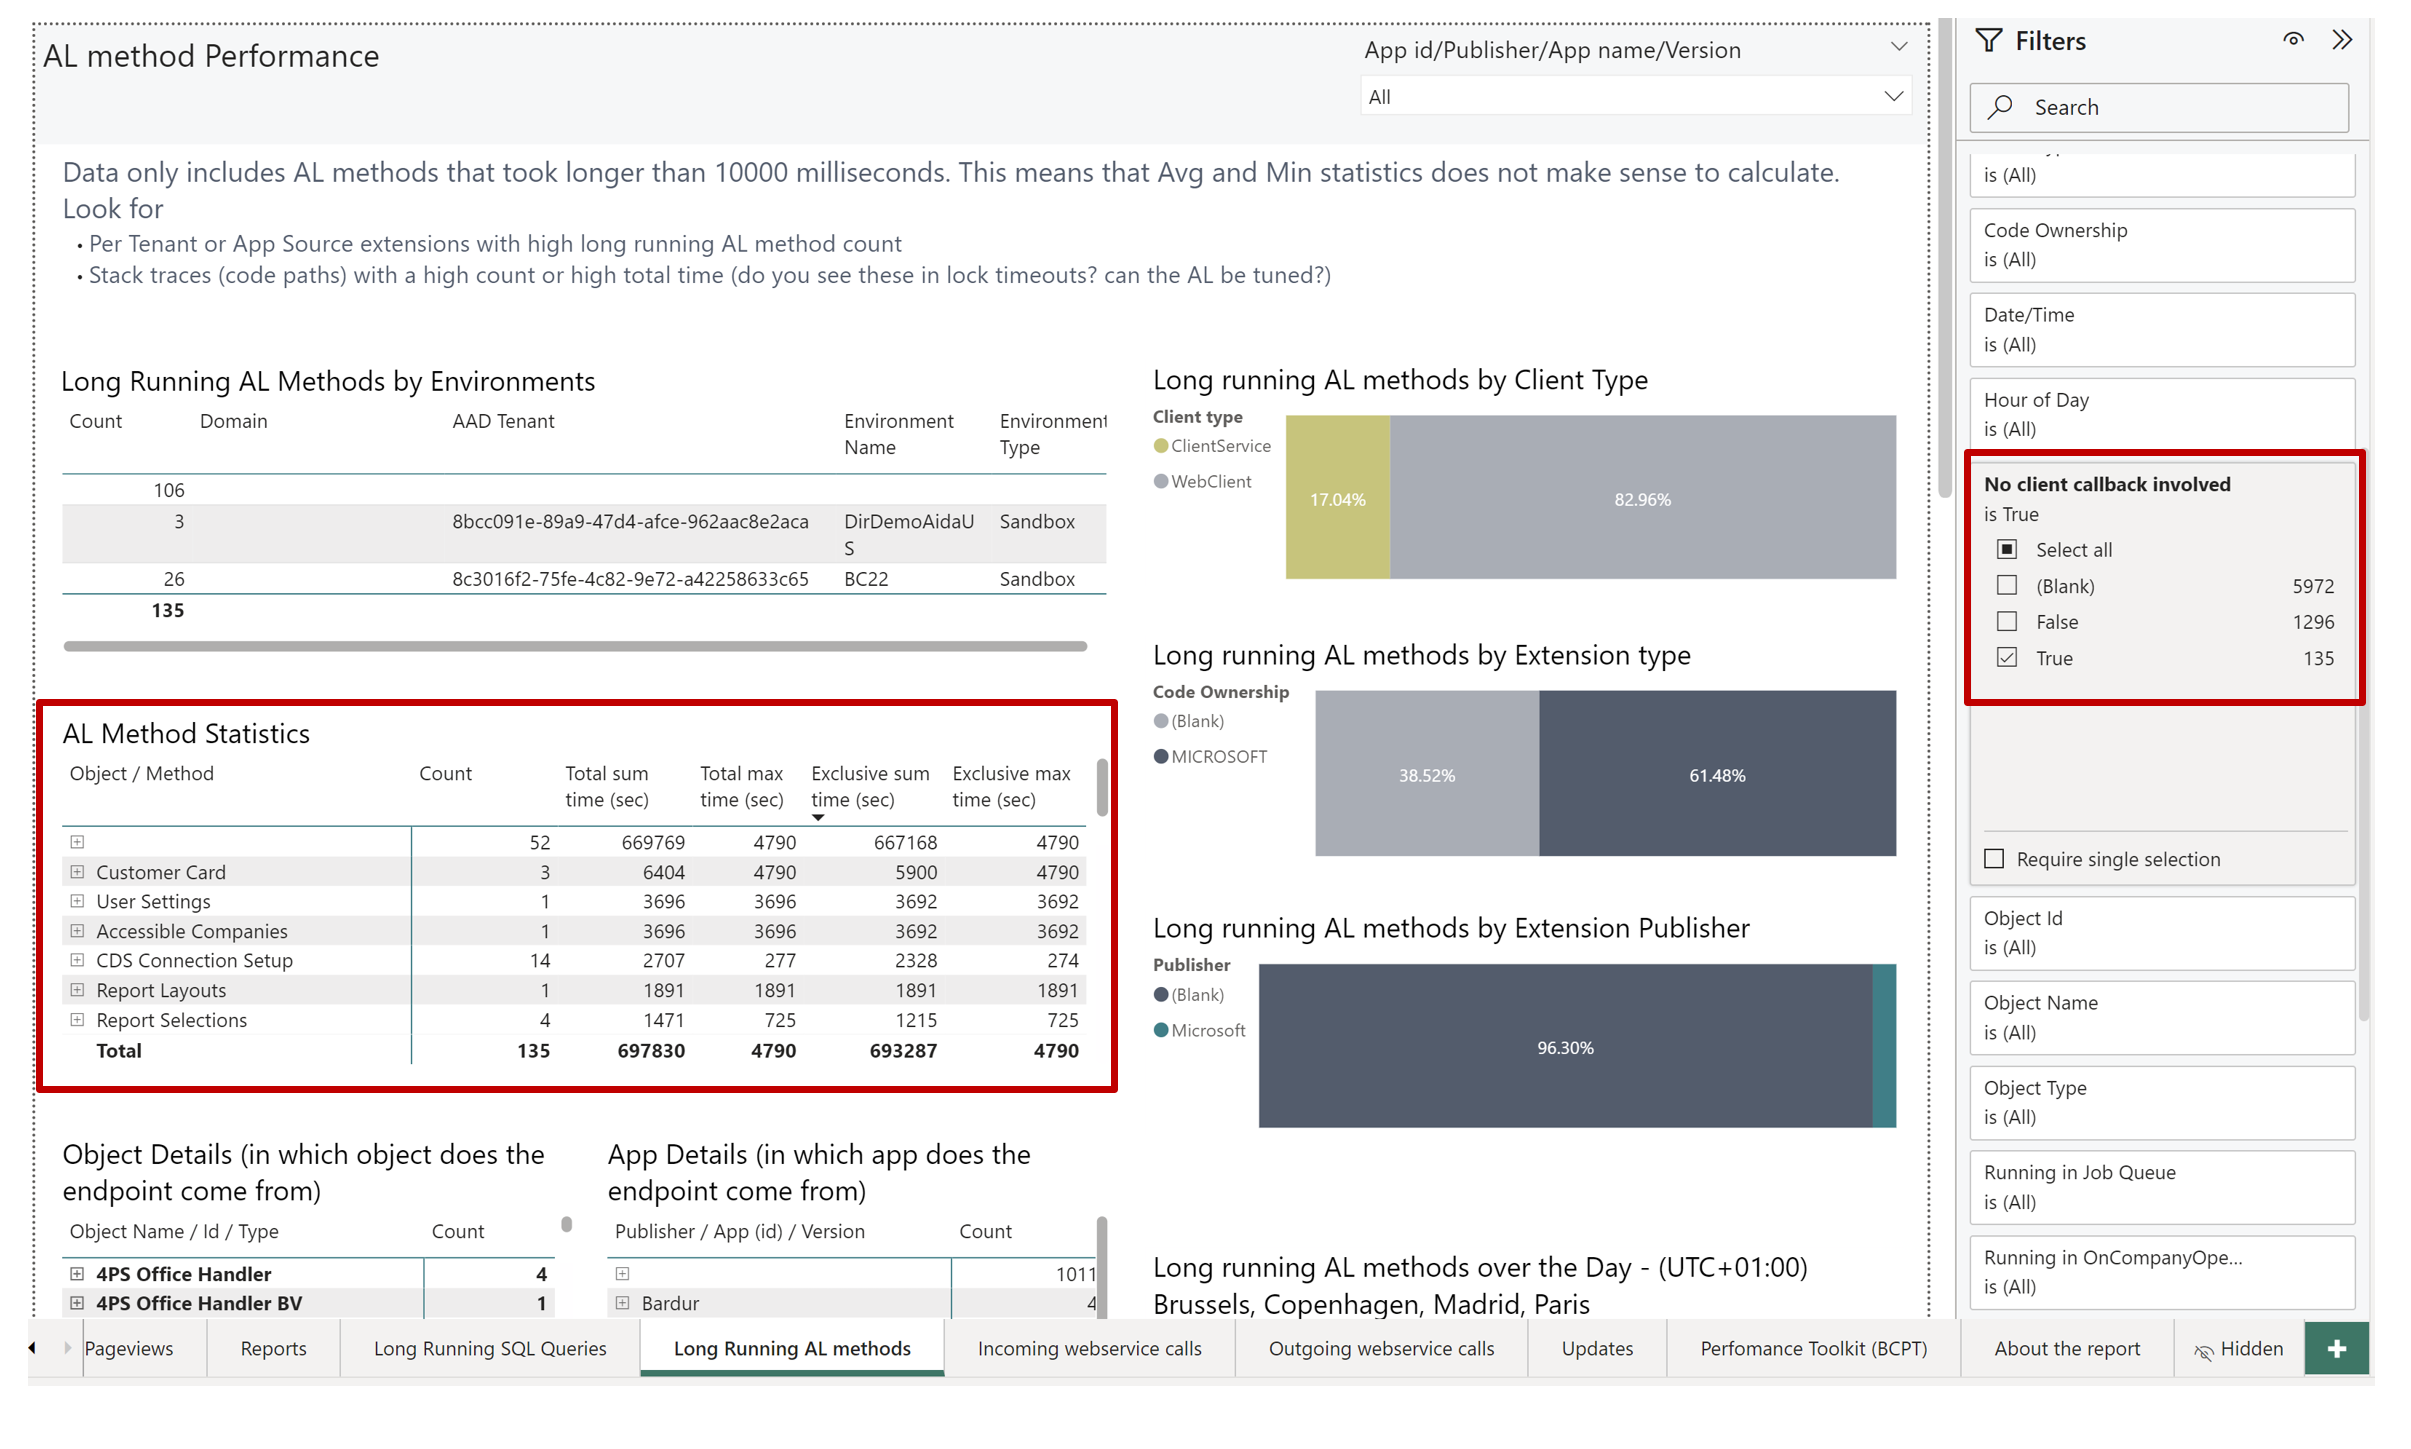 AL method Performance
App id/Publisher/App name/Version
All
Data only includes AL methods that took longer than 10000 milliseconds. This means that Avg and Min statistics does not make sense to calculate.
Look for
• Per Tenant or App Source extensions with high long running AL method count
• Stack traces (code paths) with a high count or high total time (do you see these in lock timeouts? can the AL be tuned?)
Long Running AL Methods by Environments
Count Domain AAD Tenant Environment Name Environment Type
106
3 8bcc091e-89a9-47d4-afce-962aac8e2aca DirDemoAidaU Sandbox
S
26 8c3016f2-75fe-4c82-9e72-a42258633c65 BC22 Sandbox
135
AL Method Statistics
Object / Method Count Total sum time (sec) Total max time (sec) Exclusive sum time (sec) Exclusive max time (sec)
52 669769 4790 667168 4790
Customer Card 3 6404 4790 5900 4790
User Settings 1 3696 3696 3692 3692
Accessible Companies 1 3696 3696 3692 3692
CDS Connection Setup 14 2707 277 2328 274
Report Layouts 1 1891 1891 1891 1891
Report Selections 4 1471 725 1215 725
Total 135 697830 4790 693287 4790
Object Details (in which object does the
endpoint come from)
Object Name / Id / Type Count
4PS Office Handler 4
4PS Office Handler BV 1
App Details (in which app does the
endpoint come from)
Publisher / App (id) / Version Count
1011
Bardur 4
Long running AL methods by Client Type
Client type
ClientService
WebClient
17.04% 82.96%
Long running AL methods by Extension type
Code Ownership
(Blank)
MICROSOFT
38.52% 61.48%
Long running AL methods by Extension Publisher
Publisher
(Blank)
Microsoft
96.30%
Long running AL methods over the Day - (UTC+01:00)
Brussels, Copenhagen, Madrid, Paris
Filters
Search
is (All)
Code Ownership
is (All)
Date/Time
is (All)
Hour of Day
is (All)
No client callback involved
is True
Select all
(Blank) 5972
False 1296
True 135
Require single selection
Object Id
is (All)
Object Name
is (All)
Object Type
is (All)
Running in Job Queue
is (All)
Running in OnCompanyOpe...
is (All)
Pageviews Reports Long Running SQL Queries Long Running AL methods Incoming webservice calls Outgoing webservice calls Updates Perfomance Toolkit (BCPT) About the report Hidden